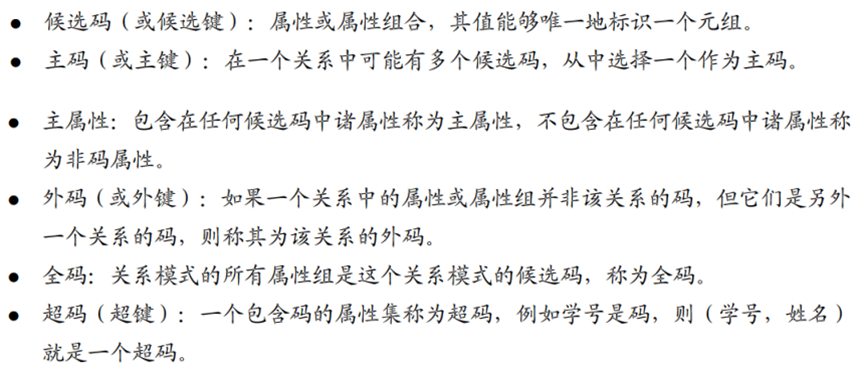 ● 候选码（或候选键）：属性或属性组合，其值能够唯一地标识一个元组。
● 主码（或主键）：在一个关系中可能有多个候选码，从中选择一个作为主码。
● 主属性：包含在任何候选码中诸属性称为主属性，不包含在任何候选码中诸属性称
为非码属性。
● 外码（或外键）：如果一个关系中的属性或属性组并非该关系的码，但它们是另外
一个关系的码，则称其为该关系的外码。
● 全码：关系模式的所有属性组是这个关系模式的候选码，称为全码。
● 超码（超键）：一个包含码的属性集称为超码，例如学号是码，则（学号，姓名）
就是一个超码。